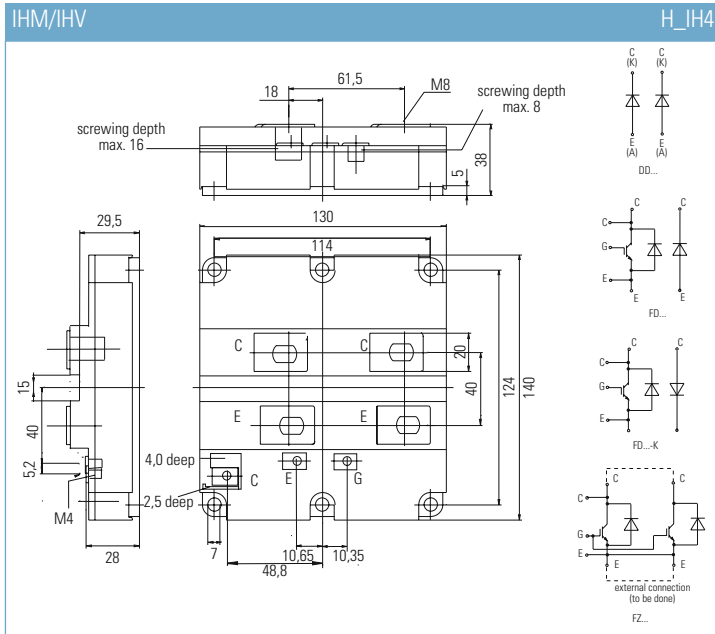 IHM/IHV
H_IH4
61,5
18
M8
screwing depth
max. 16
screwing depth
max. 8
38
5
29,5
130
114
C
C
20
40
124
140
15
40
5,2
E
E
4,0 deep
C
E
G
2,5 deep
M4
28
7
10,65
10,35
48,8
C
(K)
C
(K)
E
(A)
E
(A)
DD...
C
C
C
G
E
E
E
FD...
C
C
C
G
E
E
E
FD...-K
C
C
C
G
E
E
E
external connection
(to be done)
FZ...